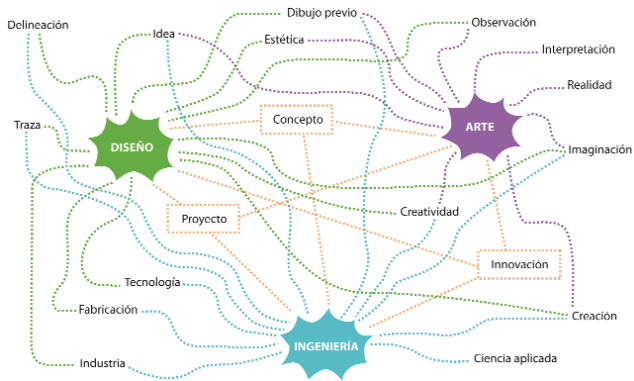 Dibujo previo
Observación
Delineación
Idea
Estética
Interpretación
Realidad
Concepto
Traza
ARTE
DISEÑO
Imaginación
Creatividad
Proyecto
Innovación
Tecnología
Fabricación
Creación
INGENIERÍA
Industria
Ciencia aplicada